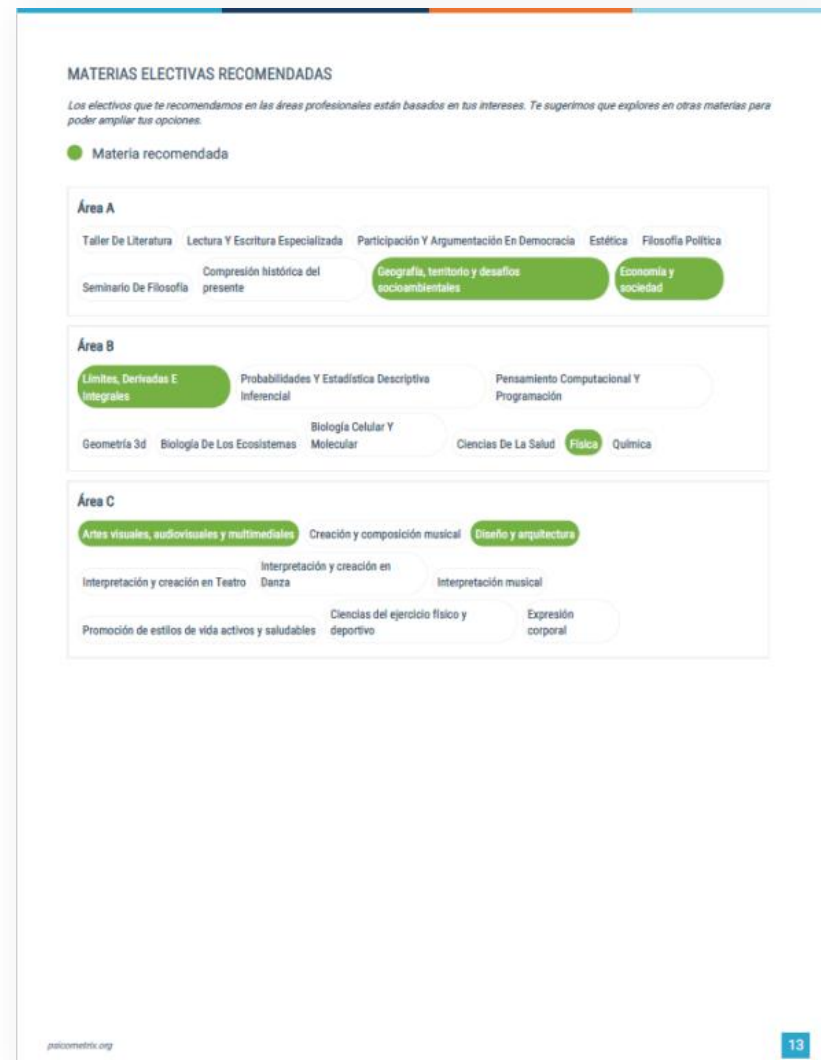 MATERIAS ELECTIVAS RECOMENDADAS
Los electivos que te recomendamos en las áreas profesionales están basados en tus intereses. Te sugerimos que explores en otras materias para
poder ampliar tus opciones.
Materia recomendada
Área A
Taller De Literatura Lectura Y Escritura Especializada Participación Y Argumentación En Democracia Estética Filosofía Política
Seminario De Filosofía Compresión histórica del presente Geografía, territorio y desafíos socioambientales Economía y sociedad
Área B
Límites, Derivadas E Integrales Probabilidades Y Estadística Descriptiva Inferencial Pensamiento Computacional Y Programación
Geometría 3d Biología De Los Ecosistemas Biología Celular Y Molecular Ciencias De La Salud Física Química
Área C
Artes visuales, audiovisuales y multimediales Creación y composición musical Diseño y arquitectura
Interpretación y creación en Teatro Interpretación y creación en Danza Interpretación musical
Promoción de estilos de vida activos y saludables Ciencias del ejercicio físico y deportivo Expresión corporal
psicometrix.org
13